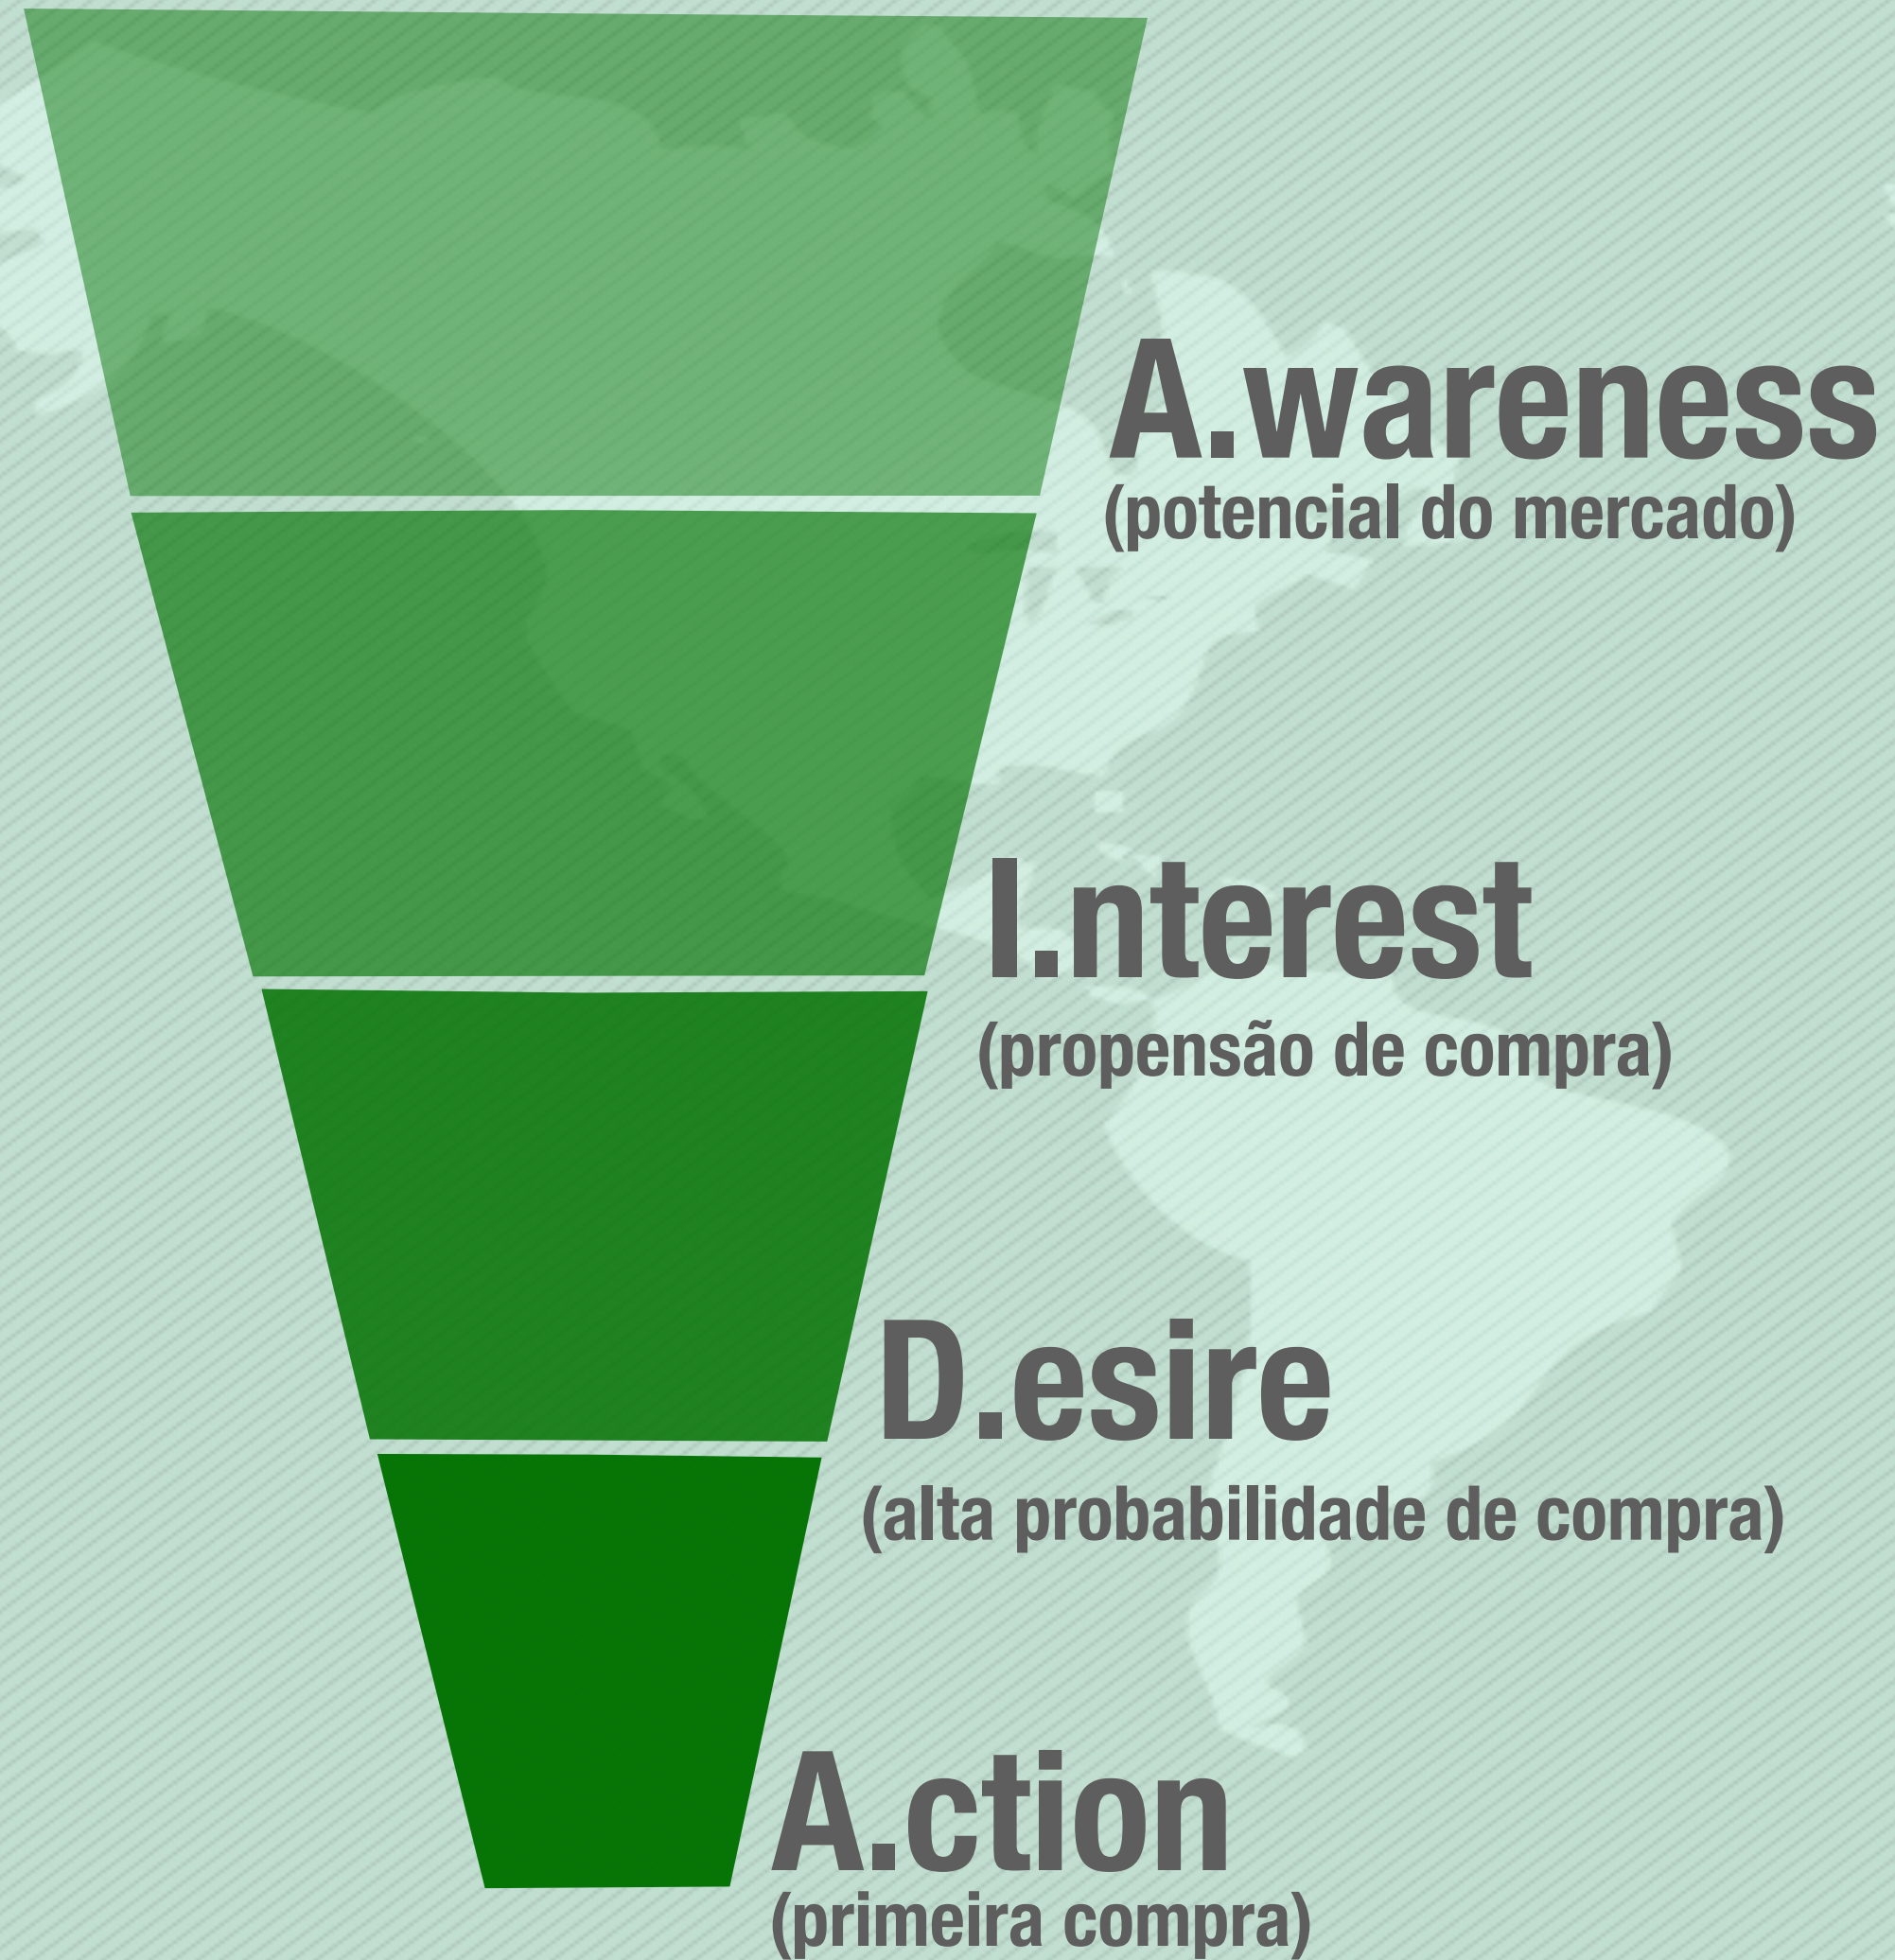 A.wareness
(potencial do mercado)
I.nterest
(propensão de compra)
D.esire
(alta probabilidade de compra)
A.ction
(primeira compra)